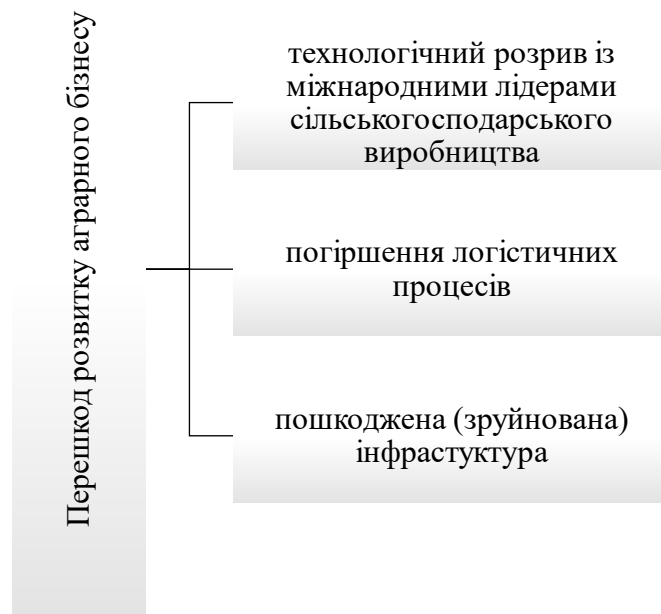 Перешкод розвитку аграрного бізнесу
технологічний розрив із
міжнародними лідерами
сільськогосподарського
виробництва
погіршення логістичних
процесів
пошкоджена (зруйнована)
інфрастуктура